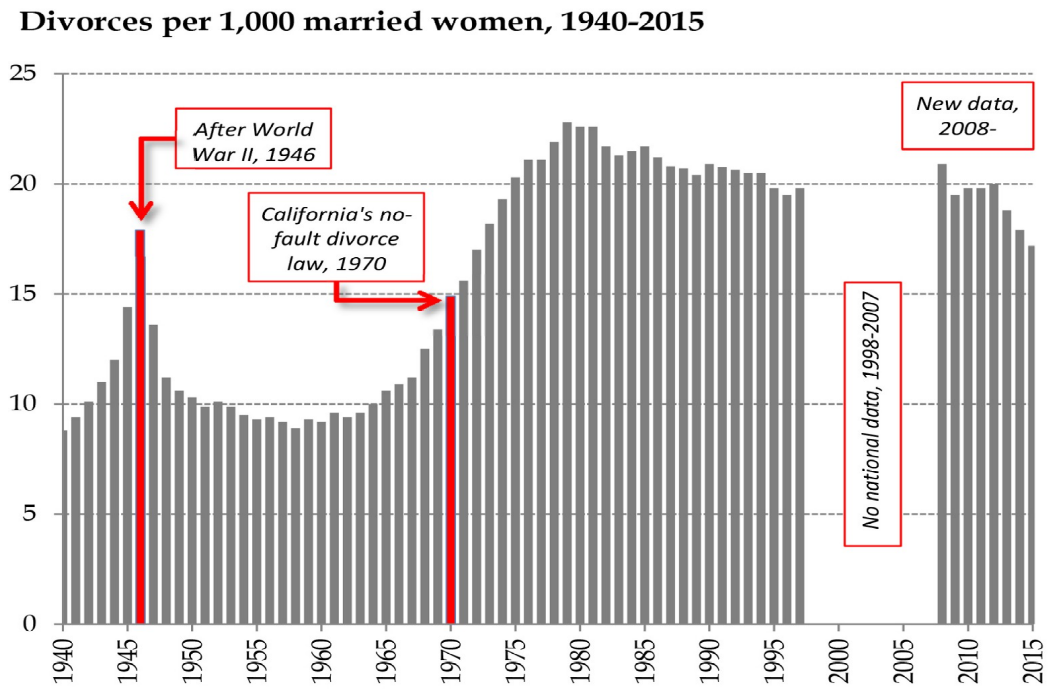 Divorces per 1,000 married women, 1940-2015
25
20
15
10
5
0
After World
War II, 1946
California's no-
fault divorce
law, 1970
New data,
2008-
No national data, 1998-2007
1940
1945
1950
1955
1960
1965
1970
1975
1980
1985
1990
1995
2000
2005
2010
2015